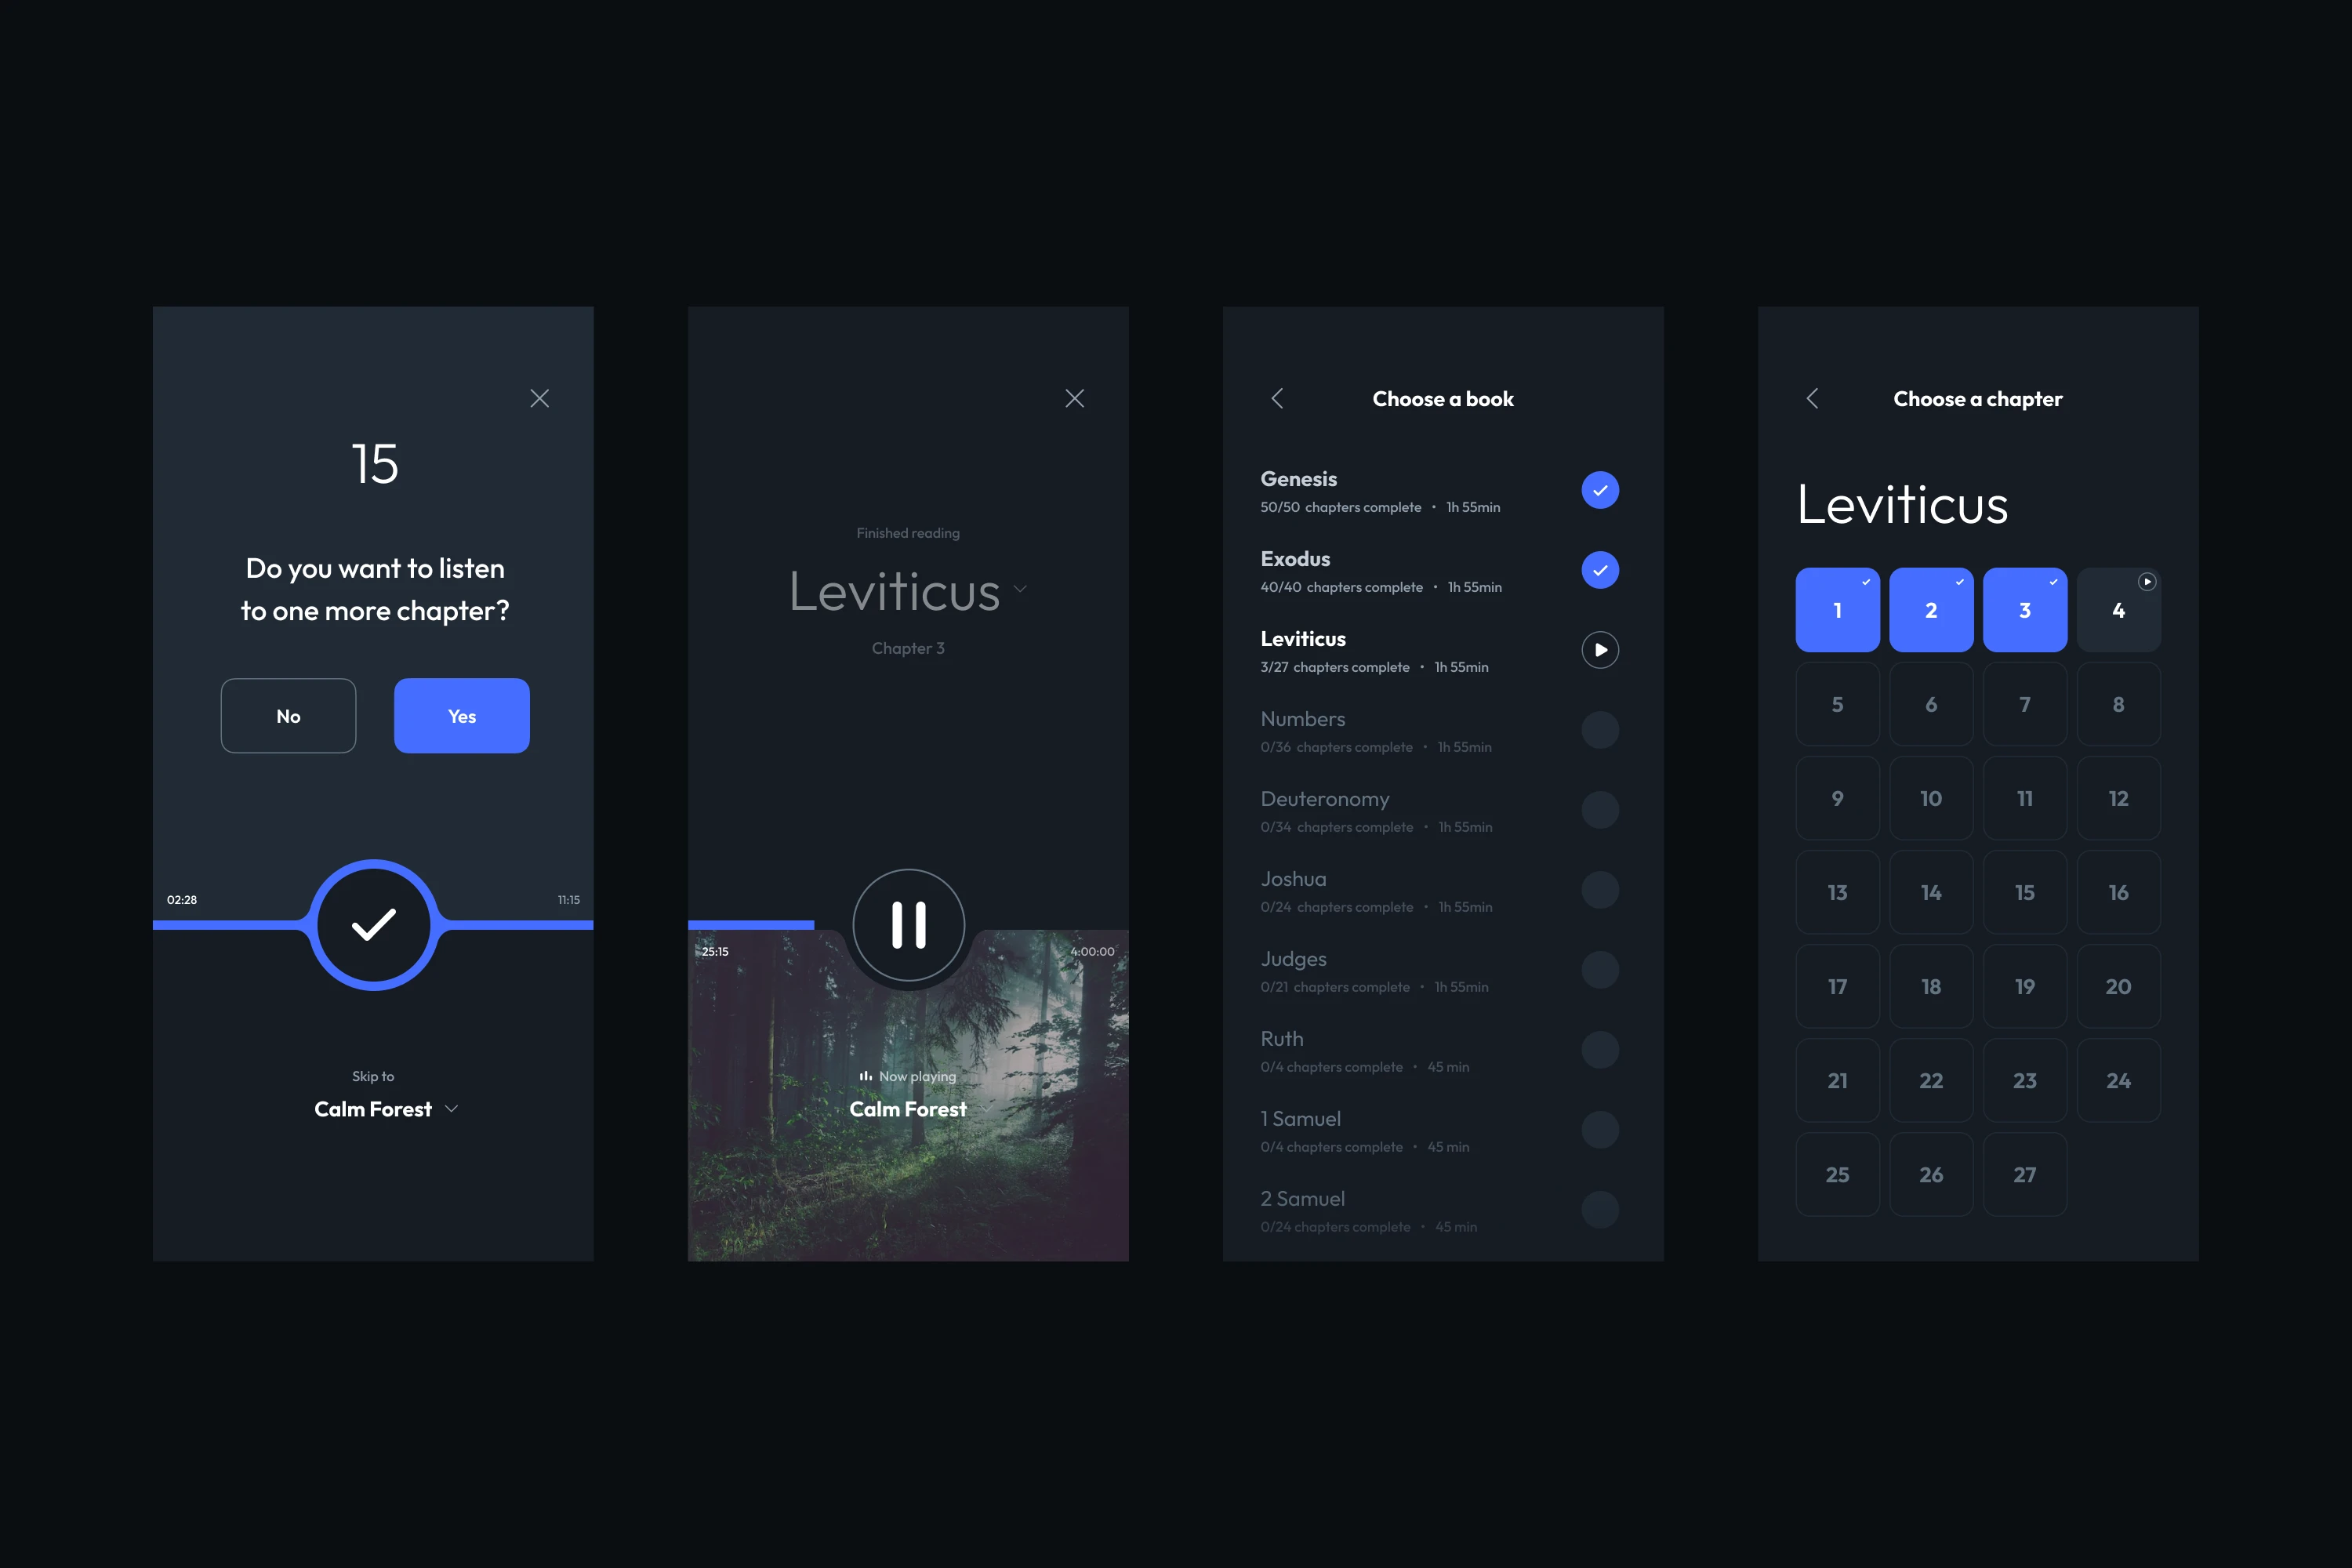 15
Do you want to listen
to one more chapter?
No
Yes
02:28
11:15
Skip to
Calm Forest
Finished reading
Leviticus
Chapter 3
25:15
4:00:00
Now playing
Calm Forest
Choose a book
Genesis
50/50 chapters complete • 1h 55min
Exodus
40/40 chapters complete • 1h 55min
Leviticus
3/27 chapters complete • 1h 55min
Numbers
0/36 chapters complete • 1h 55min
Deuteronomy
0/34 chapters complete • 1h 55min
Joshua
0/24 chapters complete • 1h 55min
Judges
0/21 chapters complete • 1h 55min
Ruth
0/4 chapters complete • 45 min
1 Samuel
0/4 chapters complete • 45 min
2 Samuel
0/24 chapters complete • 45 min
Choose a chapter
Leviticus
1 2 3 4
5 6 7 8
9 10 11 12
13 14 15 16
17 18 19 20
21 22 23 24
25 26 27